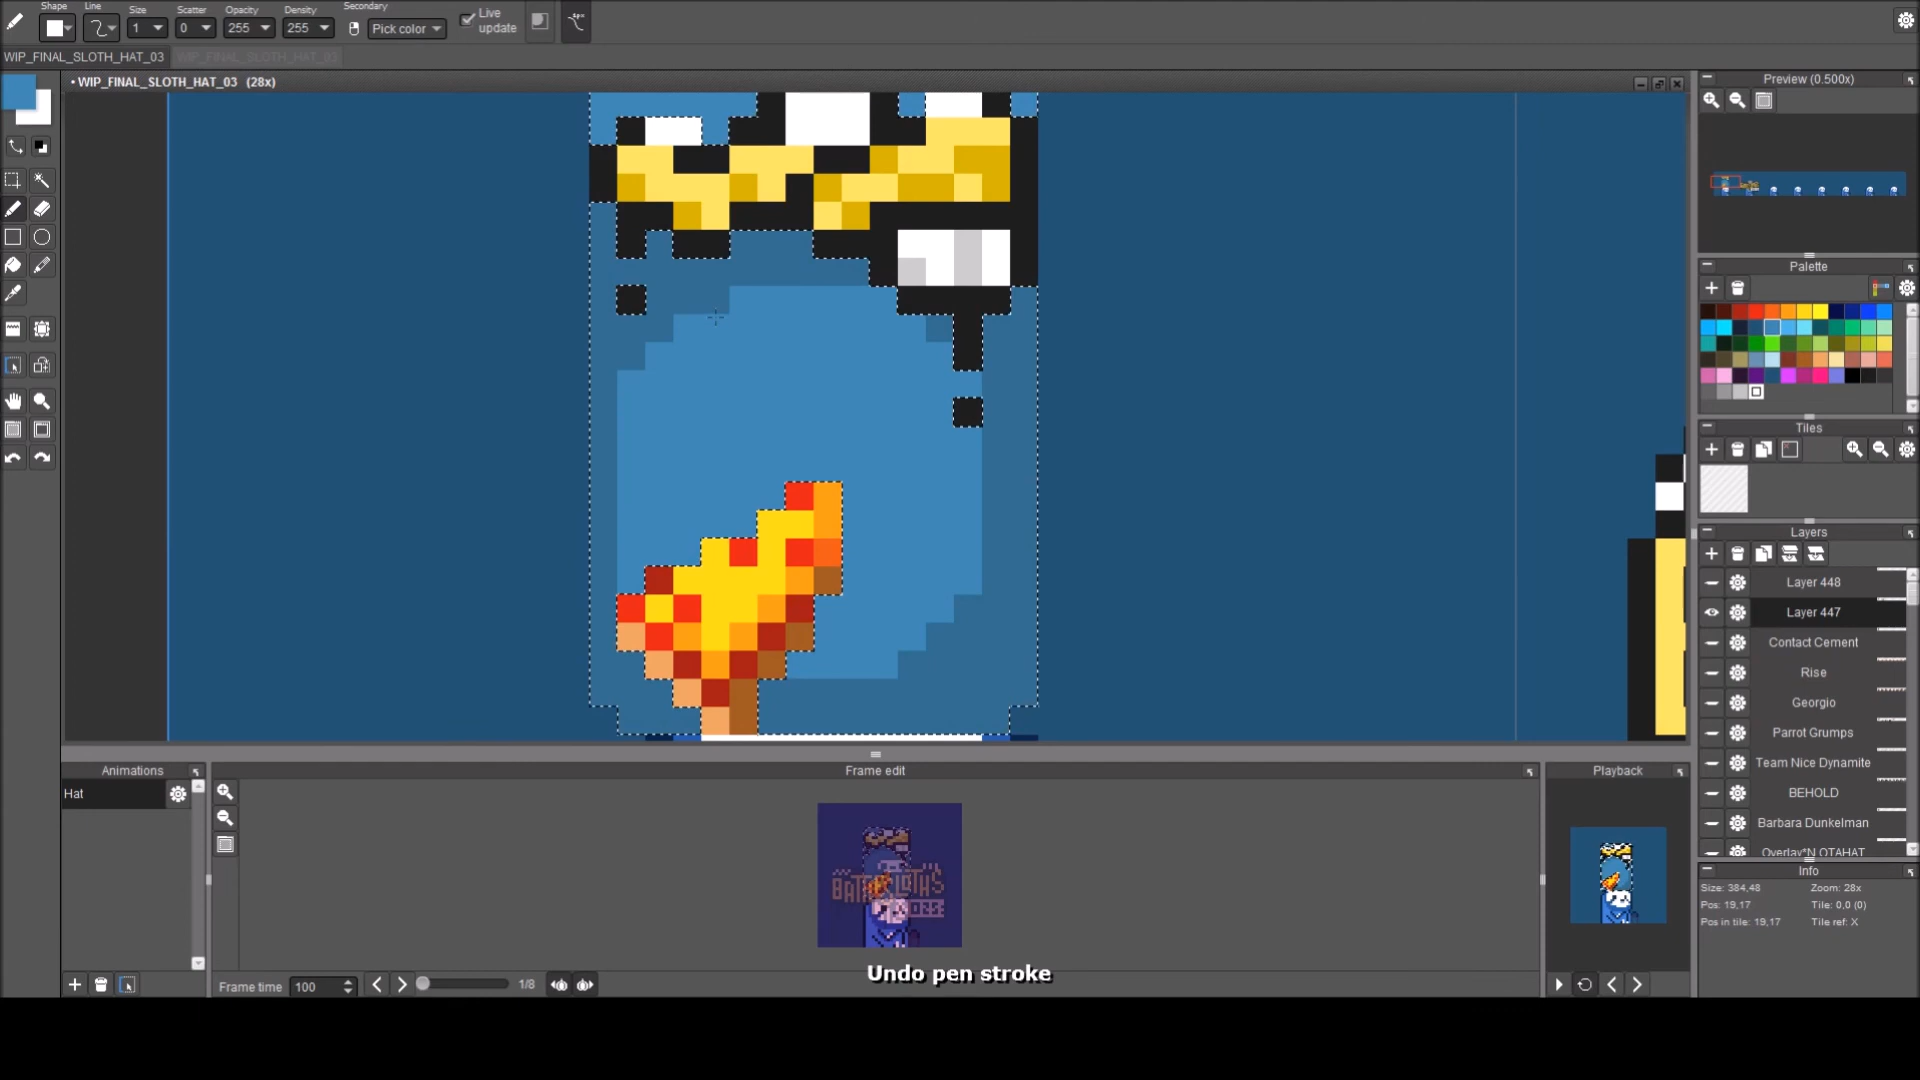 Shape Line Size Scatter Opacity Density Secondary
1 0 255 255 Pick color Live update
WIP_FINAL_SLOTH_HAT_03 WIP_FINAL_SLOTH_HAT_03
• WIP_FINAL_SLOTH_HAT_03 (28x)
Preview (0.500x)
Palette
Tiles
Layers
Layer 448
Layer 447
Contact Cement
Rise
Georgio
Parrot Grumps
Team Nice Dynamite
BEHOLD
Barbara Dunkelman
Overlay*N OTAHAT
Info
Size: 384,48 Zoom: 28x
Pos: 19,17 Tile: 0,0 (0)
Pos in tile: 19,17 Tile ref: X
Animations
Hat
Frame edit
Playback
Undo pen stroke
Frame time 100 1/8